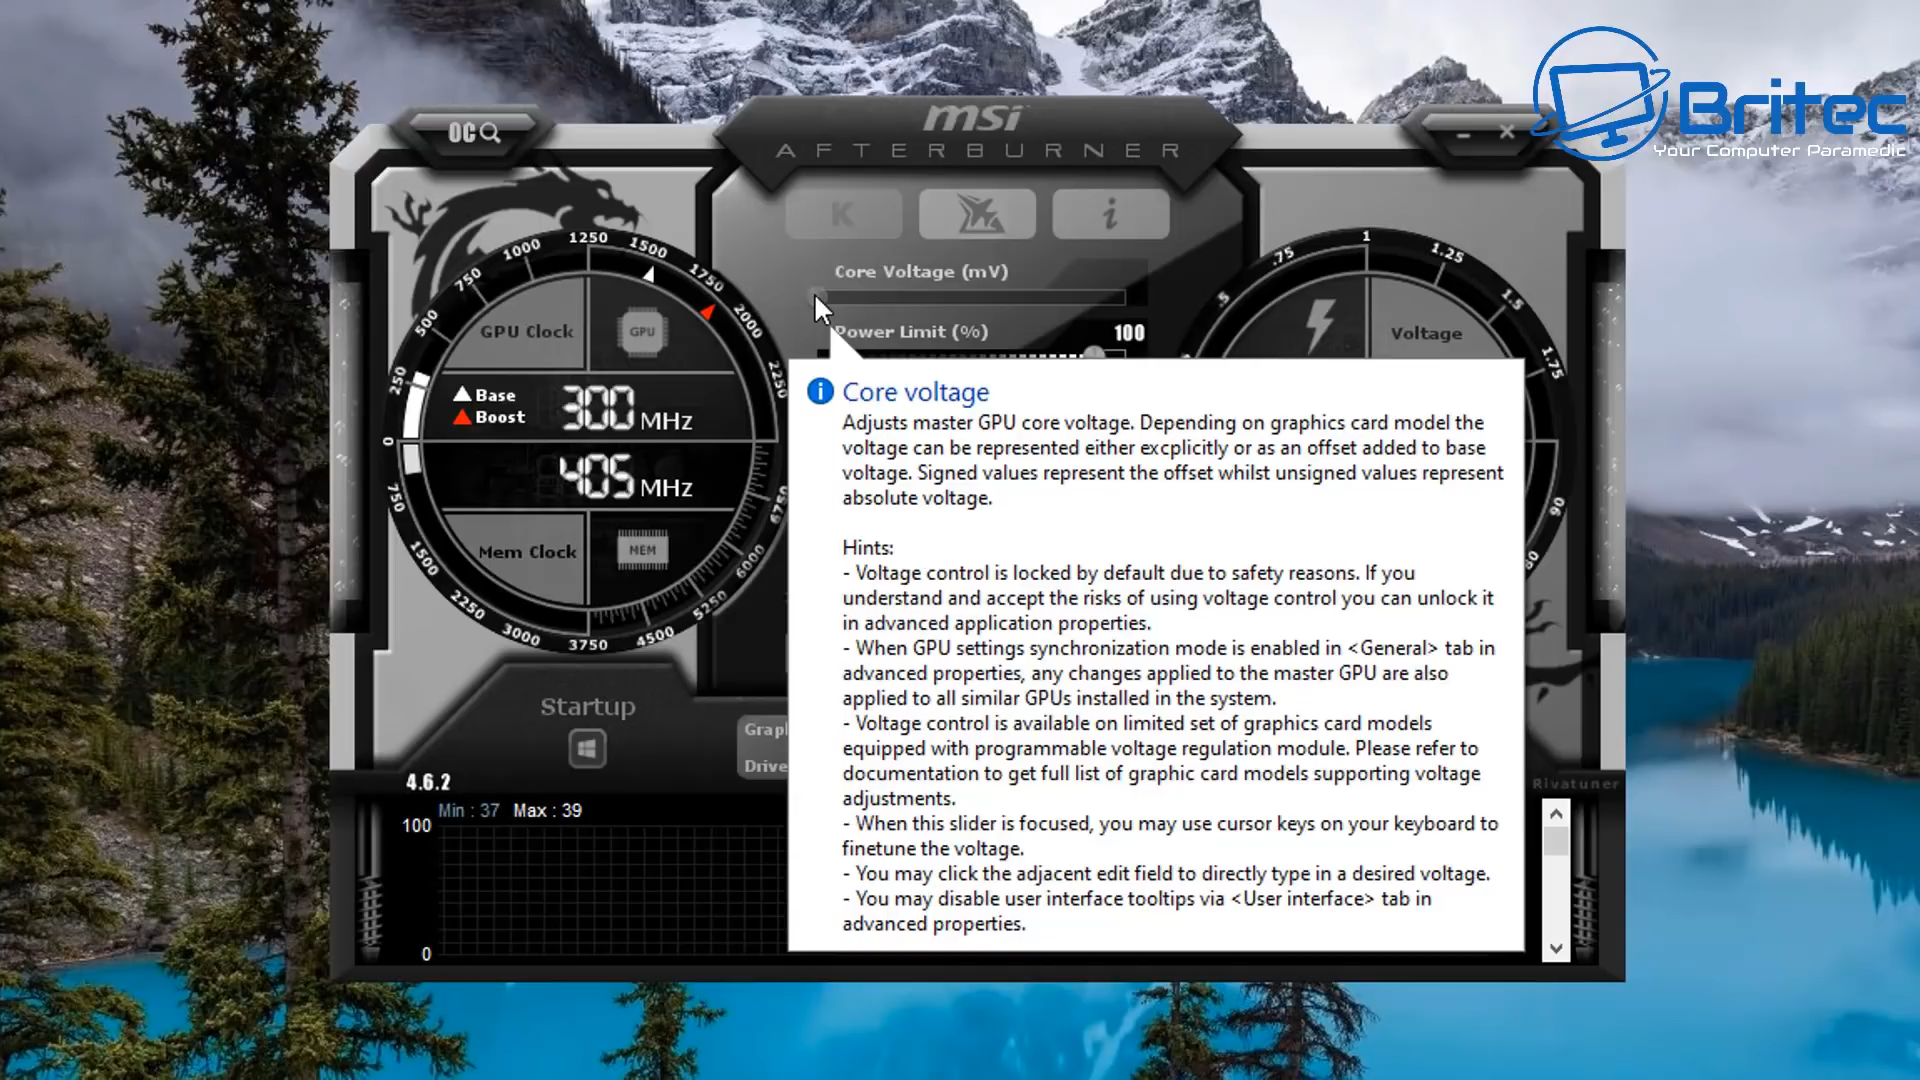 Britec
Your Computer Paramedic
OC
msi
AFTERBURNER
K
i
Core Voltage (mV)
Power Limit (%) 100
0
250
500
750
1000
1250
1500
1750
2000
2250
GPU Clock
GPU
Base
Boost
300 MHz
405 MHz
Mem Clock
MEM
750
1500
2250
3000
3750
4500
5250
6000
6750
.5
.75
1
1.25
1.5
1.75
Voltage
90
Core voltage
Adjusts master GPU core voltage. Depending on graphics card model the
voltage can be represented either excplicitly or as an offset added to base
voltage. Signed values represent the offset whilst unsigned values represent
absolute voltage.
Hints:
- Voltage control is locked by default due to safety reasons. If you
understand and accept the risks of using voltage control you can unlock it
in advanced application properties.
- When GPU settings synchronization mode is enabled in <General> tab in
advanced properties, any changes applied to the master GPU are also
applied to all similar GPUs installed in the system.
- Voltage control is available on limited set of graphics card models
equipped with programmable voltage regulation module. Please refer to
documentation to get full list of graphic card models supporting voltage
adjustments.
- When this slider is focused, you may use cursor keys on your keyboard to
finetune the voltage.
- You may click the adjacent edit field to directly type in a desired voltage.
- You may disable user interface tooltips via <User interface> tab in
advanced properties.
Startup
Graph
Drive
4.6.2
Rivatuner
Min : 37 Max : 39
100
0